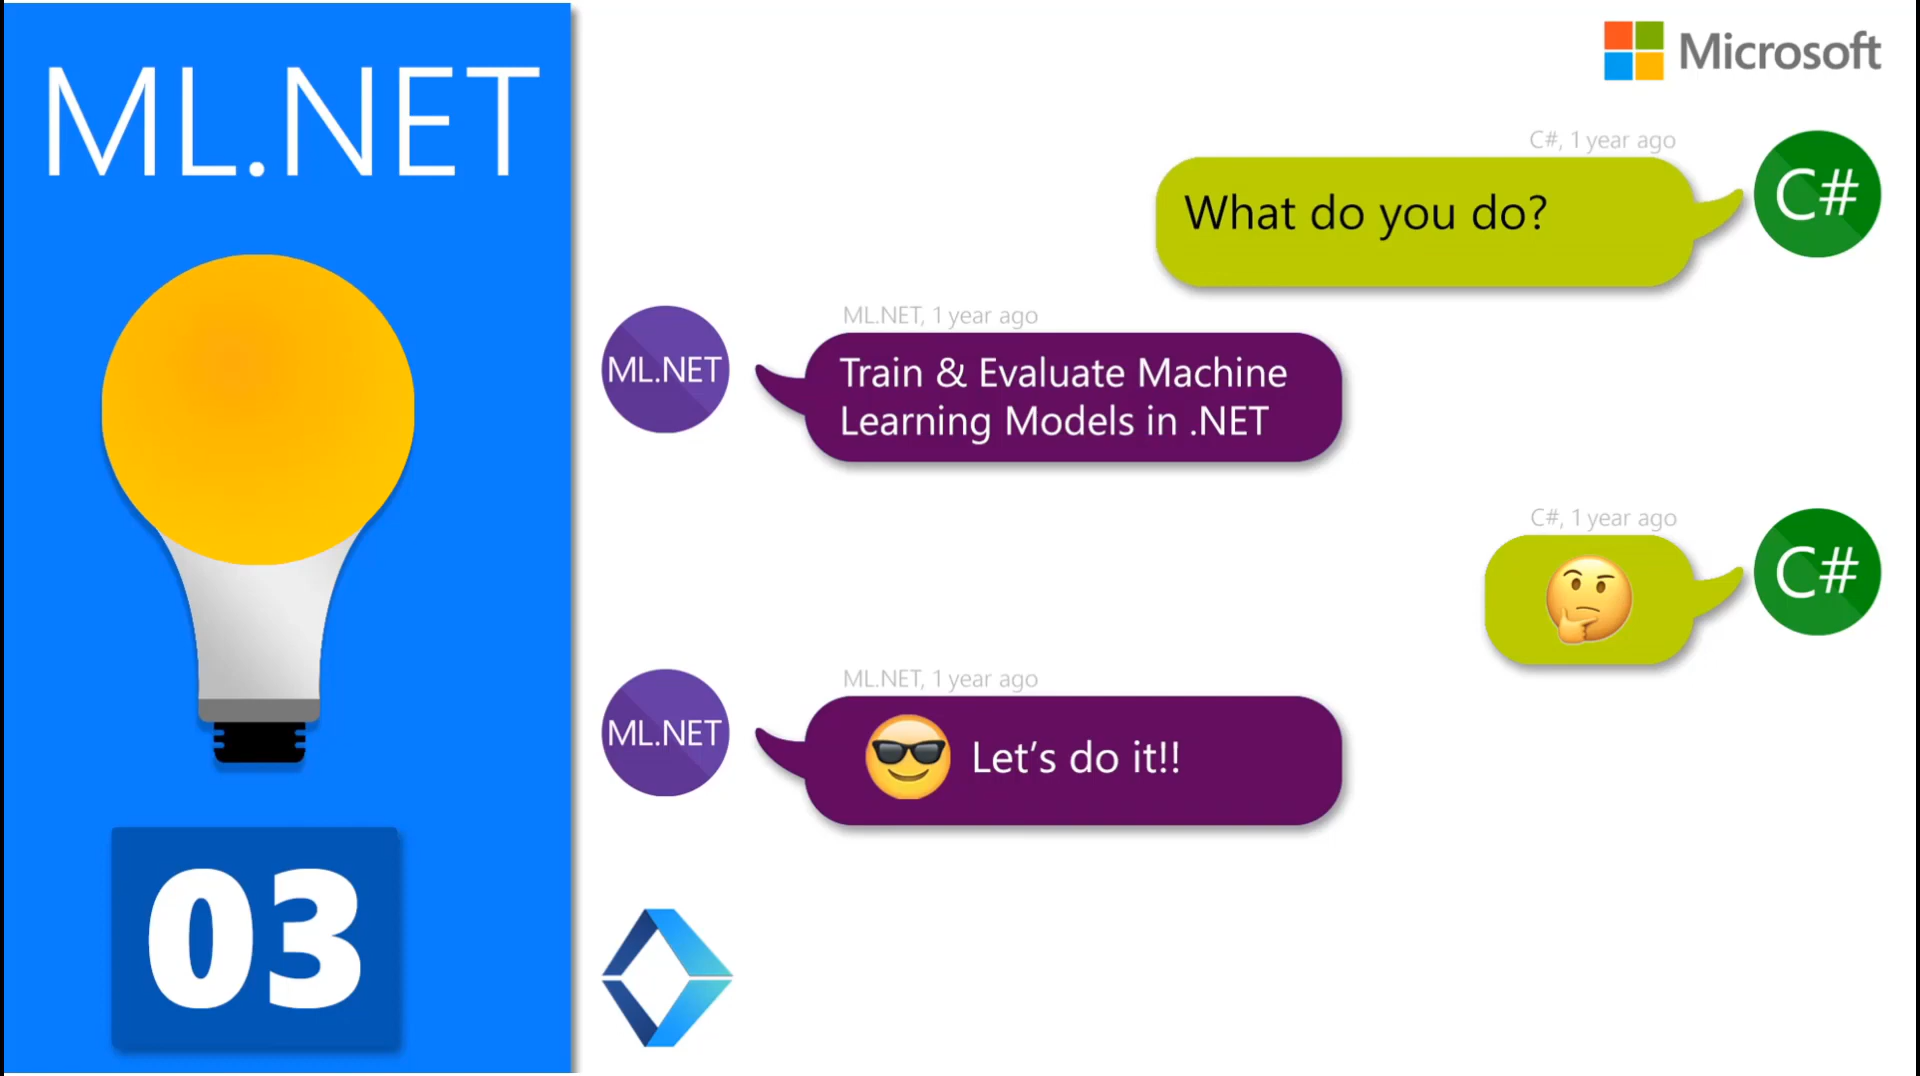 ML.NET
03
Microsoft
C#, 1 year ago
What do you do?
C#
ML.NET, 1 year ago
ML.NET
Train & Evaluate Machine
Learning Models in .NET
C#, 1 year ago
C#
ML.NET, 1 year ago
ML.NET
Let’s do it!!